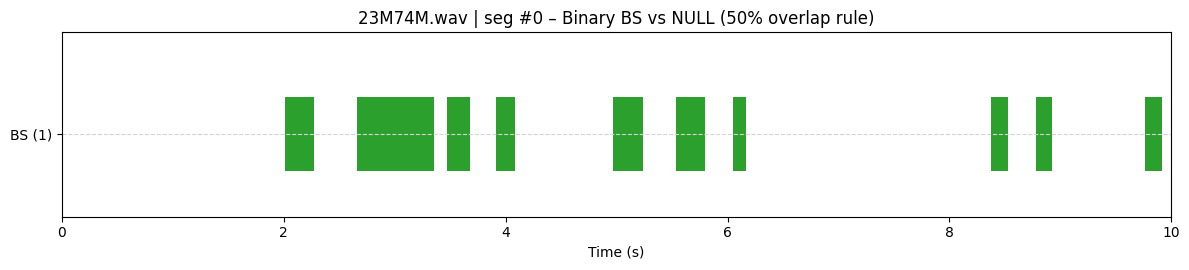 23M74M.wav | seg #0 – Binary BS vs NULL (50% overlap rule)
BS (1)
0 2 4 6 8 10
Time (s)